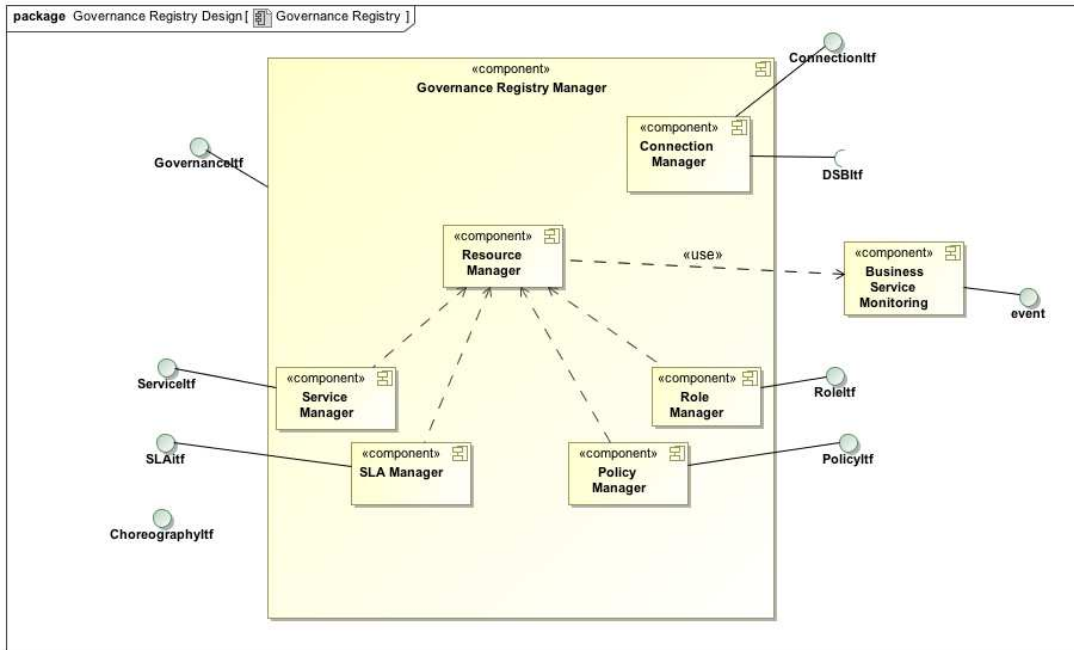 package Governance Registry Design [ Governance Registry ]
«component»
Governance Registry Manager
ConnectionItf
«component»
Connection
Manager
DSBItf
GovernanceItf
«component»
Resource
Manager
«use»
«component»
Business
Service
Monitoring
event
ServiceItf
«component»
Service
Manager
«component»
Role
Manager
RoleItf
SLAitf
«component»
SLA Manager
«component»
Policy
Manager
PolicyItf
ChoreographyItf